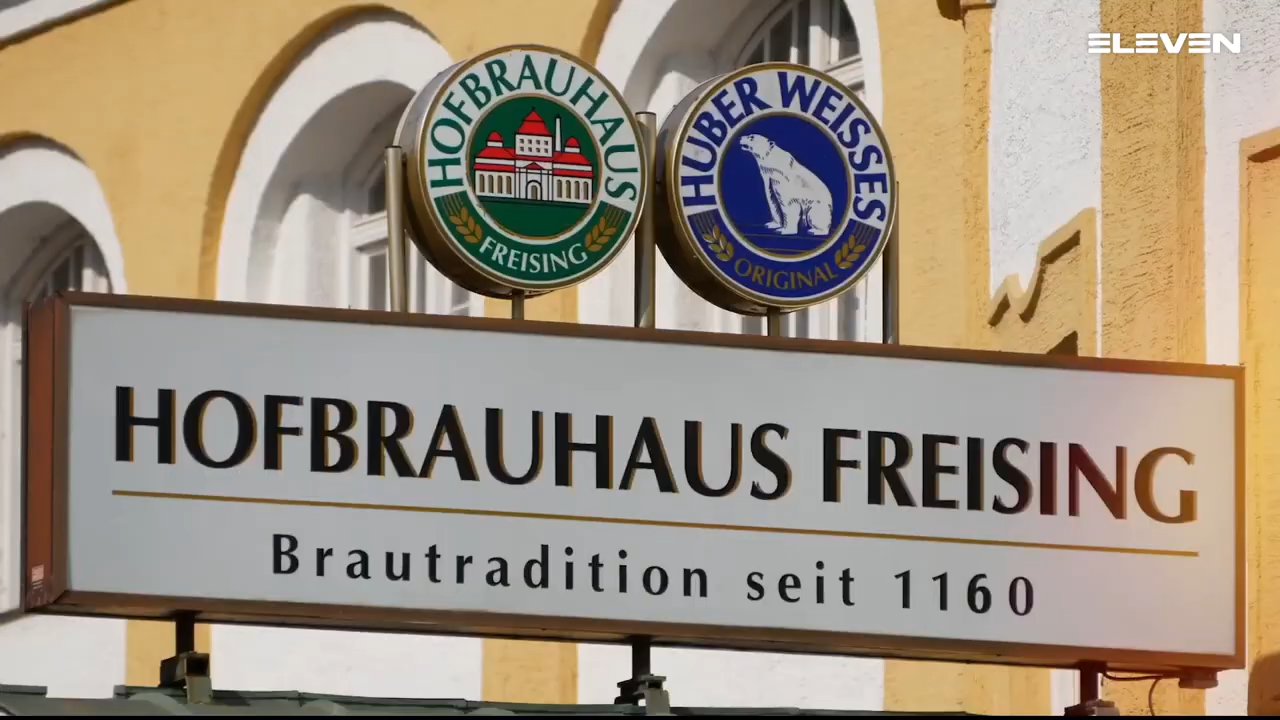 ELEVEN
HOFBRAUHAUS
FREISING
HUBER WEISSES
ORIGINAL
HOFBRAUHAUS FREISING
Brautradition seit 1160